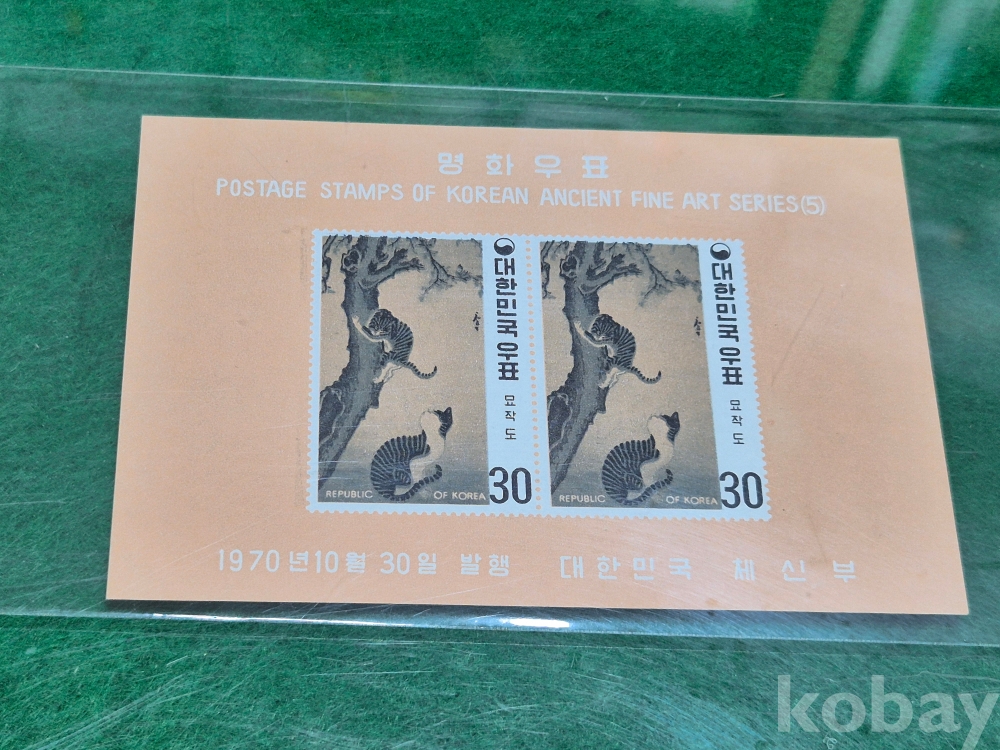 명화우표
POSTAGE STAMPS OF KOREAN ANCIENT FINE ART SERIES(5)
대한민국우표
묘작도
30
REPUBLIC OF KOREA
대한민국우표
묘작도
30
REPUBLIC OF KOREA
1970년10월 30일 발행 대한민국 체신부
kobay